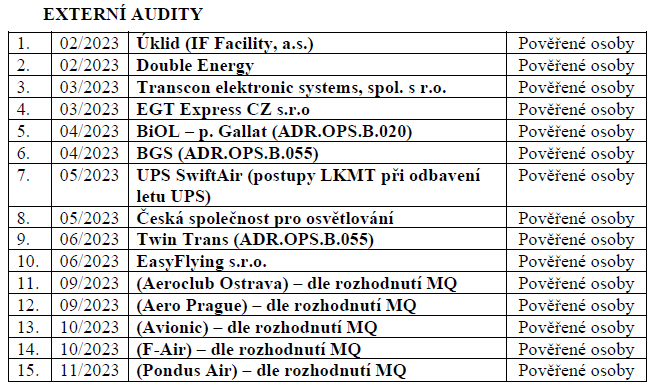 EXTERNÍ AUDITY
1. 02/2023 Úklid (IF Facility, a.s.) Pověřené osoby
2. 02/2023 Double Energy Pověřené osoby
3. 03/2023 Transcon elektronic systems, spol. s r.o. Pověřené osoby
4. 03/2023 EGT Express CZ s.r.o Pověřené osoby
5. 04/2023 BiOL – p. Gallat (ADR.OPS.B.020) Pověřené osoby
6. 04/2023 BGS (ADR.OPS.B.055) Pověřené osoby
7. 05/2023 UPS SwiftAir (postupy LKMT při odbavení Pověřené osoby
letu UPS)
8. 05/2023 Česká společnost pro osvětlování Pověřené osoby
9. 06/2023 Twin Trans (ADR.OPS.B.055) Pověřené osoby
10. 06/2023 EasyFlying s.r.o. Pověřené osoby
11. 09/2023 (Aeroclub Ostrava) – dle rozhodnutí MQ Pověřené osoby
12. 09/2023 (Aero Prague) – dle rozhodnutí MQ Pověřené osoby
13. 10/2023 (Avionic) – dle rozhodnutí MQ Pověřené osoby
14. 10/2023 (F-Air) – dle rozhodnutí MQ Pověřené osoby
15. 11/2023 (Pondus Air) – dle rozhodnutí MQ Pověřené osoby